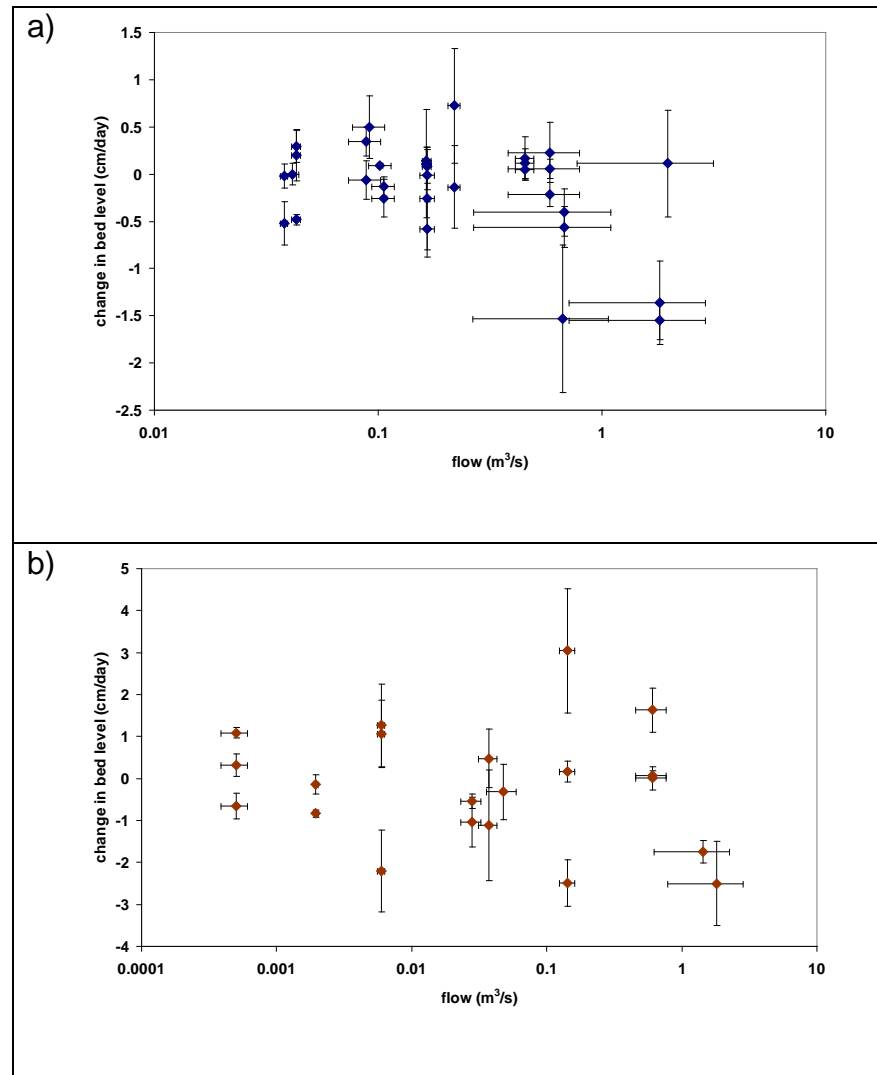 a)
1.5
1
0.5
0
-0.5
-1
-1.5
-2
-2.5
change in bed level (cm/day)
0.01 0.1 1 10
flow (m³/s)
b)
5
4
3
2
1
0
-1
-2
-3
-4
change in bed level (cm/day)
0.0001 0.001 0.01 0.1 1 10
flow (m³/s)